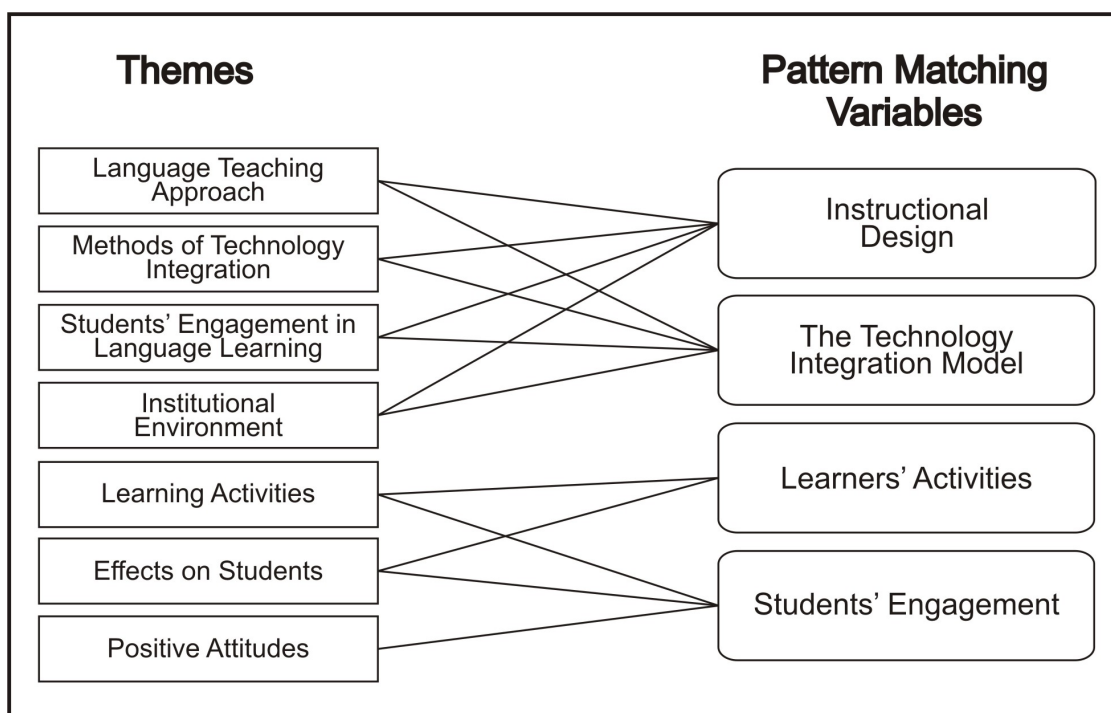 Themes
Language Teaching
Approach
Methods of Technology
Integration
Students’ Engagement in
Language Learning
Institutional
Environment
Learning Activities
Effects on Students
Positive Attitudes
Pattern Matching
Variables
Instructional
Design
The Technology
Integration Model
Learners’ Activities
Students’ Engagement